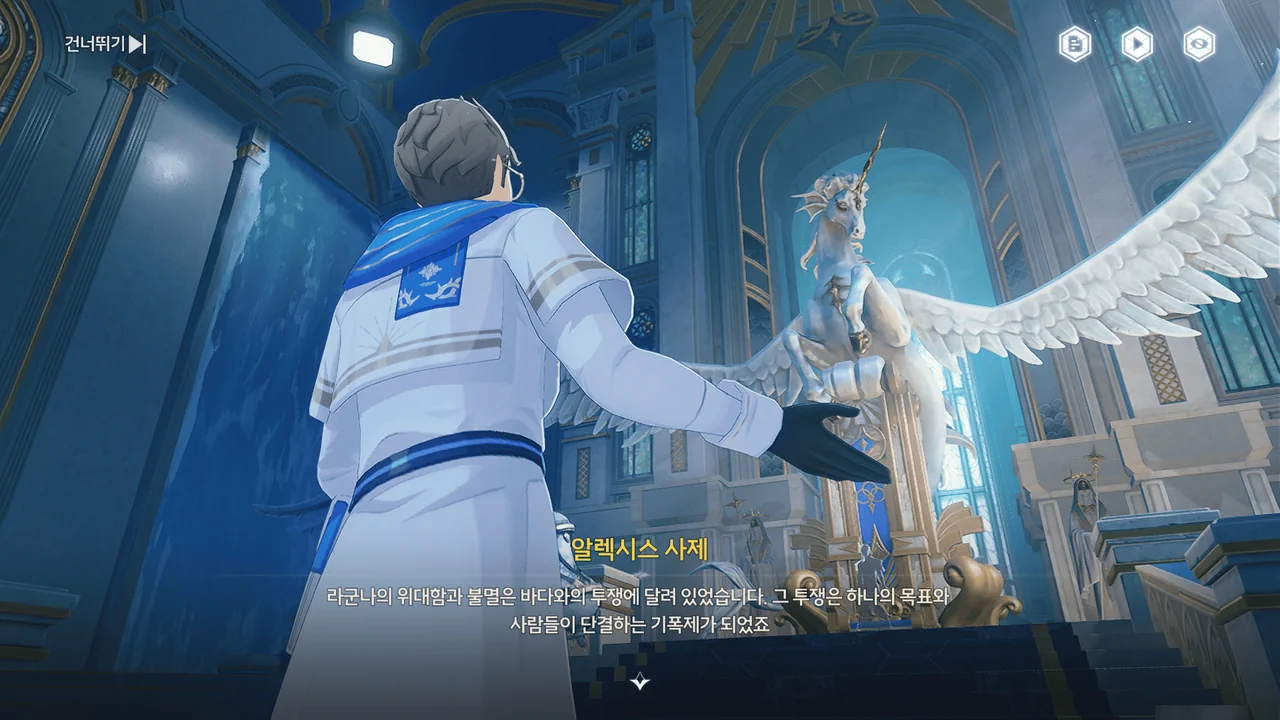 건너뛰기
알렉시스 사제
라군나의 위대함과 불멸은 바다와의 투쟁에 달려 있었습니다. 그 투쟁은 하나의 목표와
사람들이 단결하는 기폭제가 되었죠